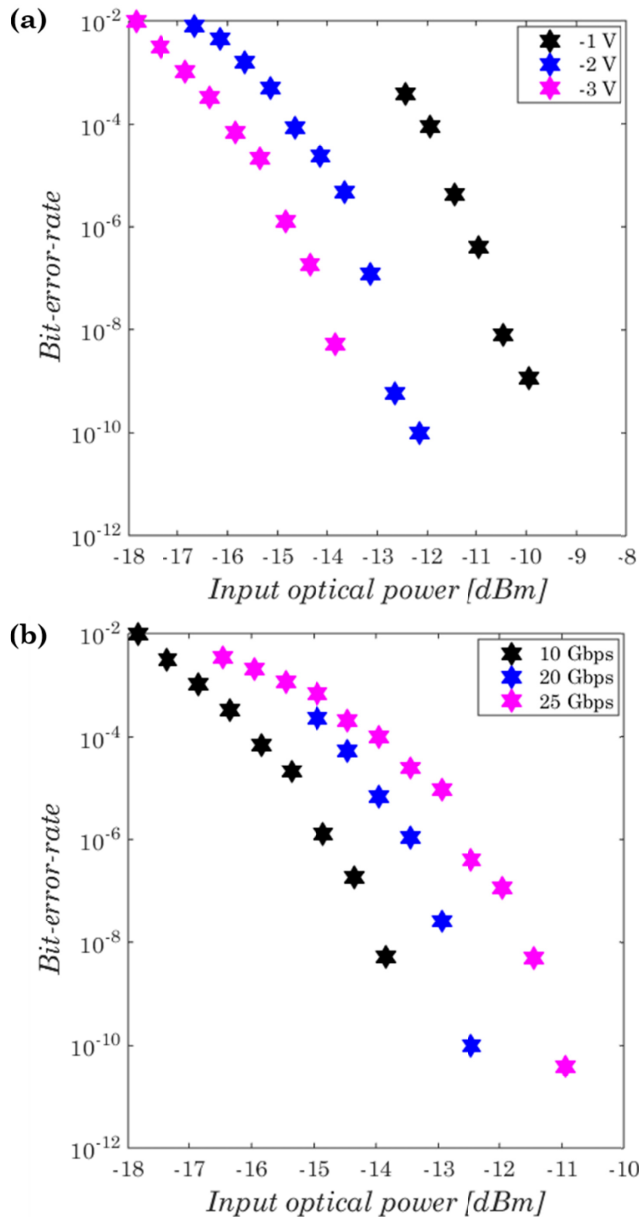 (a)
10^-2
10^-4
10^-6
10^-8
10^-10
10^-12
Bit-error-rate
-1 V
-2 V
-3 V
-18 -17 -16 -15 -14 -13 -12 -11 -10 -9 -8
Input optical power [dBm]
(b)
10^-2
10^-4
10^-6
10^-8
10^-10
10^-12
Bit-error-rate
10 Gbps
20 Gbps
25 Gbps
-18 -17 -16 -15 -14 -13 -12 -11 -10
Input optical power [dBm]